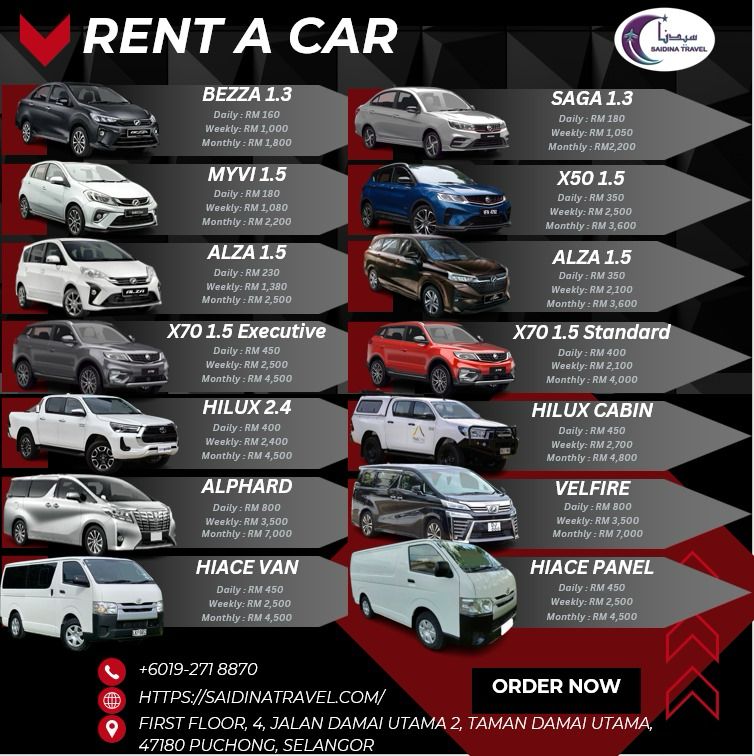 RENT A CAR
سيدنا
SAIDINA TRAVEL
BEZZA 1.3
Daily: RM 160
Weekly: RM 1,000
Monthly : RM 1,800
SAGA 1.3
Daily: RM 180
Weekly: RM 1,050
Monthly : RM2,200
MYVI 1.5
Daily : RM 180
Weekly: RM 1,080
Monthly : RM 2,200
X50 1.5
Daily : RM 350
Weekly: RM 2,500
Monthly : RM 3,600
ALZA 1.5
Daily : RM 230
Weekly: RM 1,380
Monthly : RM 2,500
ALZA 1.5
Daily : RM 350
Weekly: RM 2,100
Monthly : RM 3,600
X70 1.5 Executive
Daily : RM 450
Weekly: RM 2,500
Monthly : RM 4,500
X70 1.5 Standard
Daily : RM 400
Weekly: RM 2,100
Monthly : RM 4,000
HILUX 2.4
Daily : RM 400
Weekly: RM 2,400
Monthly : RM 4,500
HILUX CABIN
Daily : RM 450
Weekly: RM 2,700
Monthly : RM 4,800
ALPHARD
Daily : RM 800
Weekly: RM 3,500
Monthly : RM 7,000
VELFIRE
Daily : RM 800
Weekly: RM 3,500
Monthly : RM 7,000
HIACE VAN
Daily : RM 450
Weekly: RM 2,500
Monthly : RM 4,500
HIACE PANEL
Daily : RM 450
Weekly: RM 2,500
Monthly : RM 4,500
+6019-271 8870
HTTPS://SAIDINATRAVEL.COM/
ORDER NOW
FIRST FLOOR, 4, JALAN DAMAI UTAMA 2, TAMAN DAMAI UTAMA,
47180 PUCHONG, SELANGOR